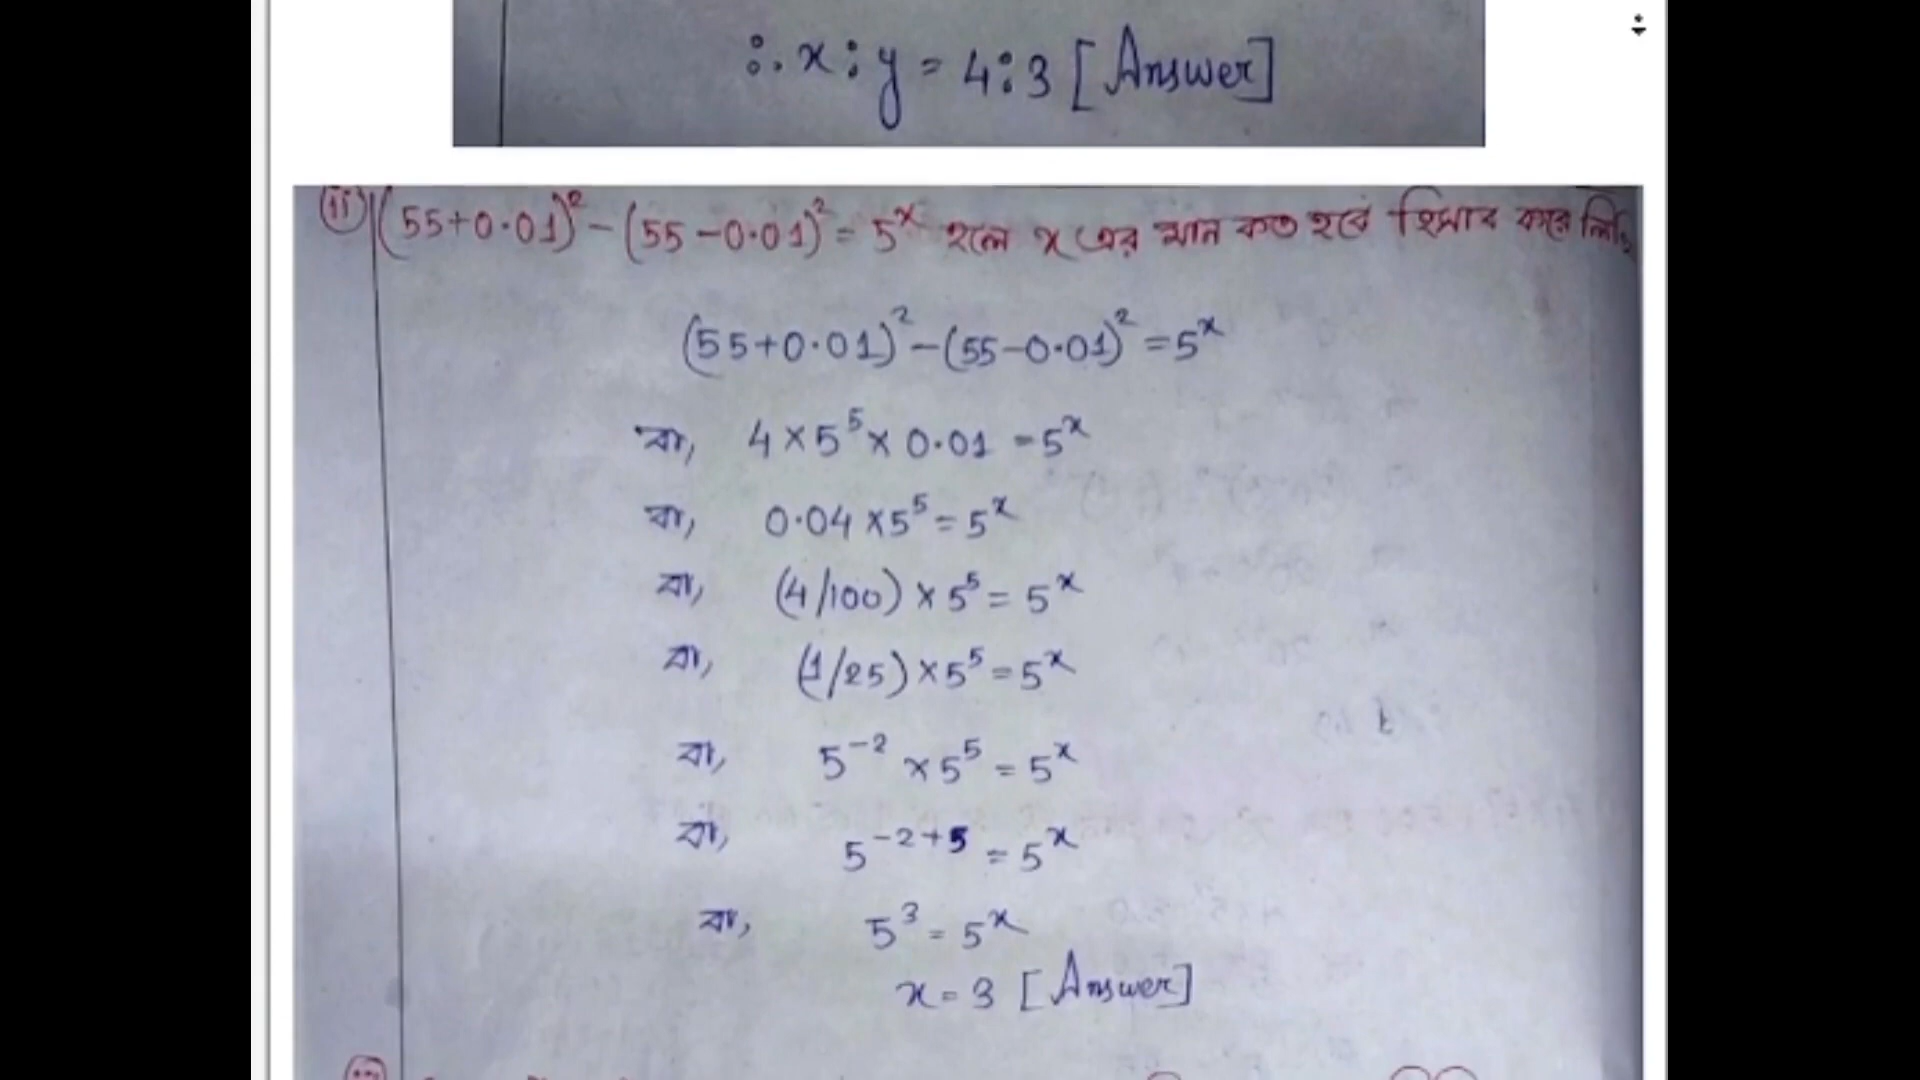 ∴ x : y = 4 : 3 [Answer]
(ii) (55+0.01)² - (55-0.01)² = 5ˣ হলে x এর মান কত হবে হিসাব করে
(55+0.01)² - (55-0.01)² = 5ˣ
বা, 4×5⁵×0.01 = 5ˣ
বা, 0.04×5⁵ = 5ˣ
বা, (4/100)×5⁵ = 5ˣ
বা, (1/25)×5⁵ = 5ˣ
বা, 5⁻²×5⁵ = 5ˣ
বা, 5⁻²⁺⁵ = 5ˣ
বা, 5³ = 5ˣ
x = 3 [Answer]